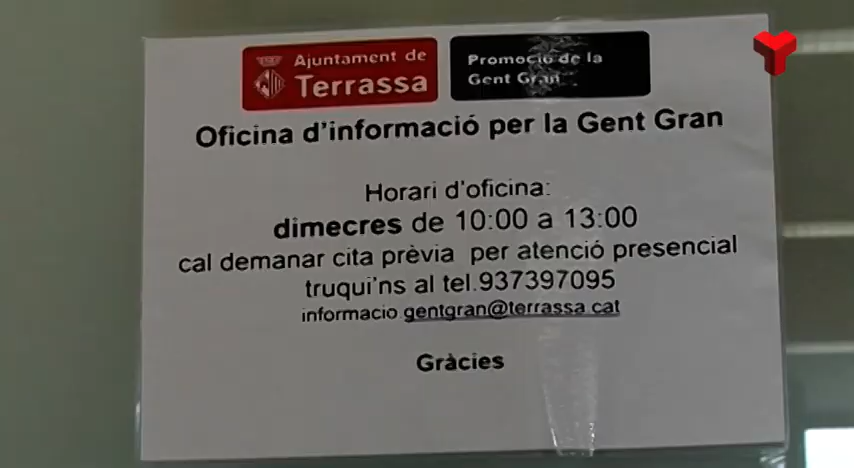 Ajuntament de
Terrassa
Promoció de la
Gent Gran
Oficina d'informació per la Gent Gran
Horari d'oficina:
dimecres de 10:00 a 13:00
cal demanar cita prèvia per atenció presencial
truqui'ns al tel.937397095
informacio gentgran@terrassa.cat
Gràcies